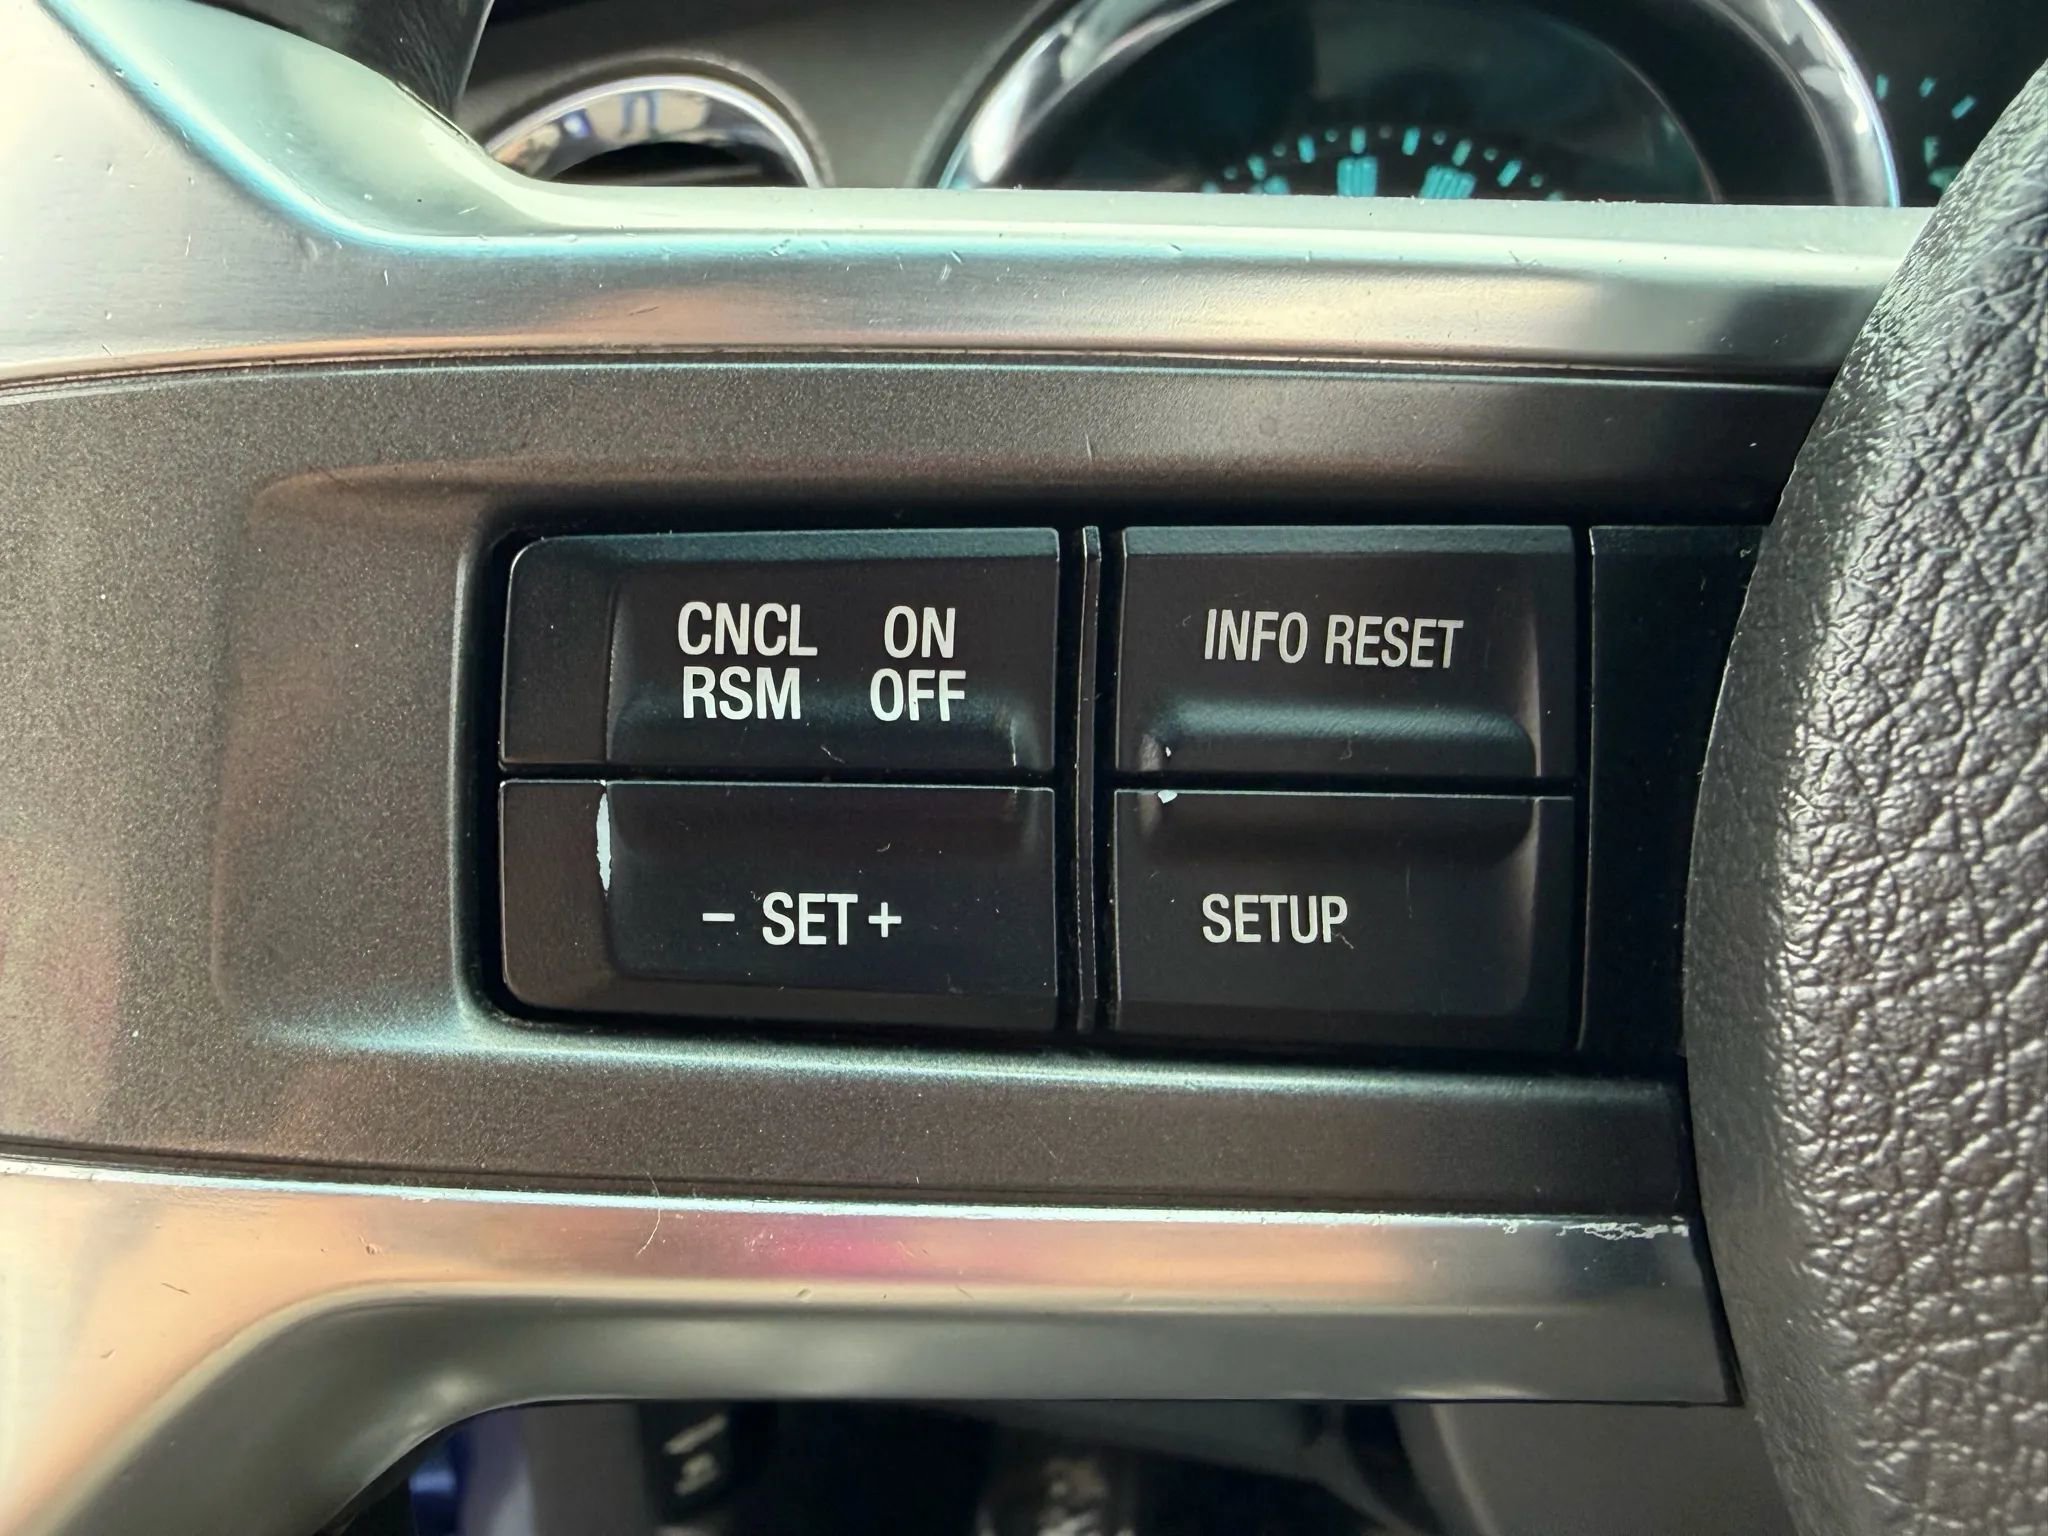 CNCL ON
RSM OFF
INFO RESET
- SET +
SETUP